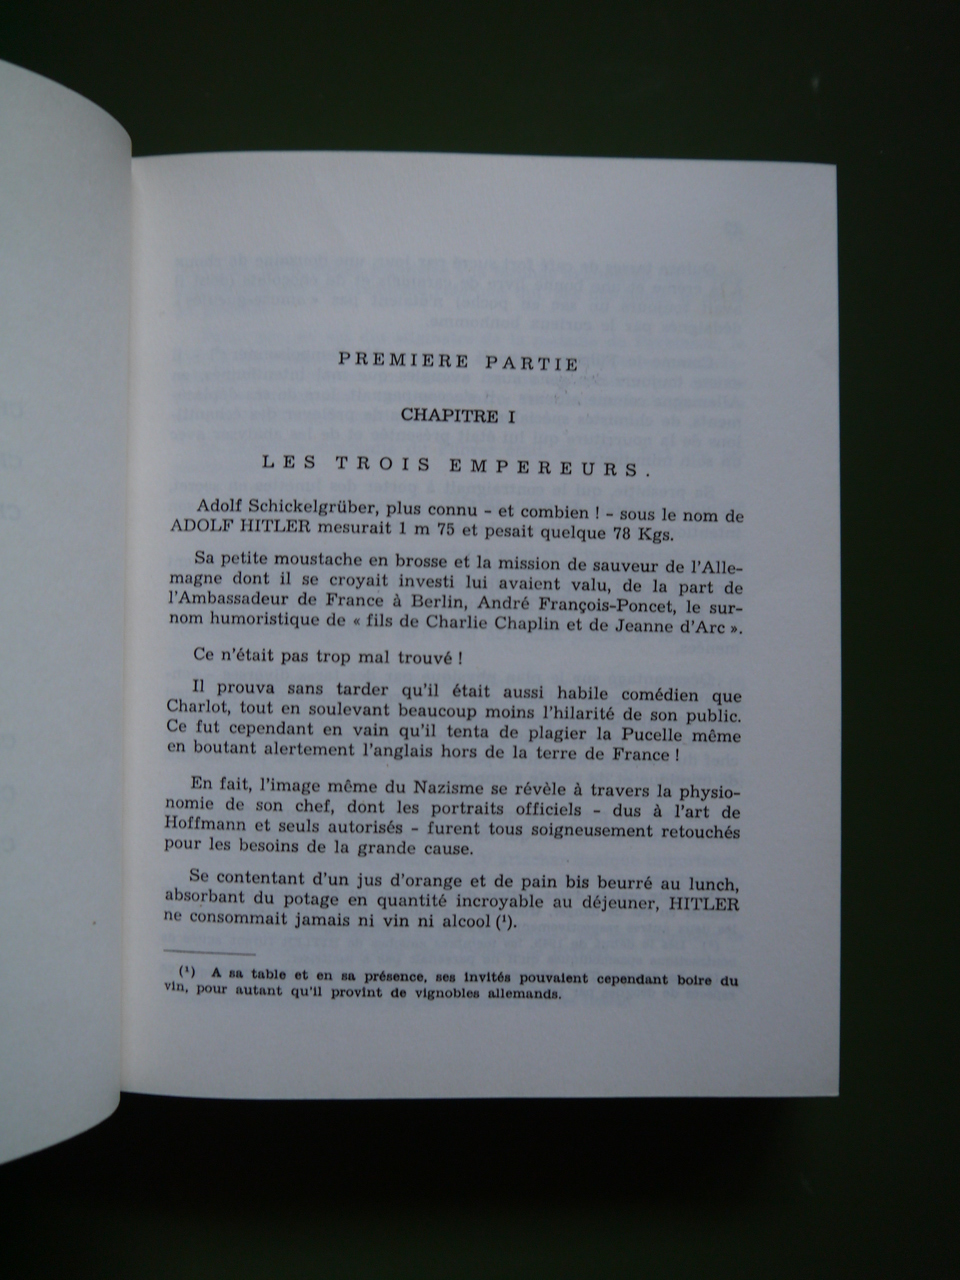 PREMIERE PARTIE
CHAPITRE I
LES TROIS EMPEREURS.
Adolf Schickelgrüber, plus connu - et combien ! - sous le nom de
ADOLF HITLER mesurait 1 m 75 et pesait quelque 78 Kgs.
Sa petite moustache en brosse et la mission de sauveur de l'Alle-
magne dont il se croyait investi lui avaient valu, de la part de
l'Ambassadeur de France à Berlin, André François-Poncet, le sur-
nom humoristique de « fils de Charlie Chaplin et de Jeanne d'Arc ».
Ce n'était pas trop mal trouvé !
Il prouva sans tarder qu'il était aussi habile comédien que
Charlot, tout en soulevant beaucoup moins l'hilarité de son public.
Ce fut cependant en vain qu'il tenta de plagier la Pucelle même
en boutant alertement l'anglais hors de la terre de France !
En fait, l'image même du Nazisme se révèle à travers la physio-
nomie de son chef, dont les portraits officiels - dus à l'art de
Hoffmann et seuls autorisés - furent tous soigneusement retouchés
pour les besoins de la grande cause.
Se contentant d'un jus d'orange et de pain bis beurré au lunch,
absorbant du potage en quantité incroyable au déjeuner, HITLER
ne consommait jamais ni vin ni alcool (¹).
(¹) A sa table et en sa présence, ses invités pouvaient cependant boire du
vin, pour autant qu'il provint de vignobles allemands.